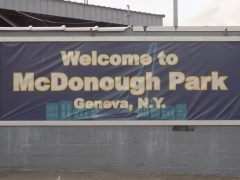 Welcome to
McDonough Park
Geneva, N.Y.